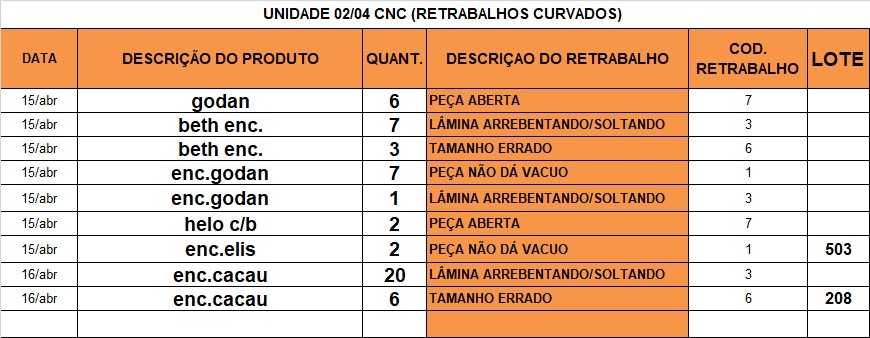 UNIDADE 02/04 CNC (RETRABALHOS CURVADOS)
DATA DESCRIÇÃO DO PRODUTO QUANT. DESCRIÇAO DO RETRABALHO COD. RETRABALHO LOTE
15/abr godan 6 PEÇA ABERTA 7
15/abr beth enc. 7 LÂMINA ARREBENTANDO/SOLTANDO 3
15/abr beth enc. 3 TAMANHO ERRADO 6
15/abr enc.godan 7 PEÇA NÃO DÁ VACUO 1
15/abr enc.godan 1 LÂMINA ARREBENTANDO/SOLTANDO 3
15/abr helo c/b 2 PEÇA ABERTA 7
15/abr enc.elis 2 PEÇA NÃO DÁ VACUO 1 503
16/abr enc.cacau 20 LÂMINA ARREBENTANDO/SOLTANDO 3
16/abr enc.cacau 6 TAMANHO ERRADO 6 208